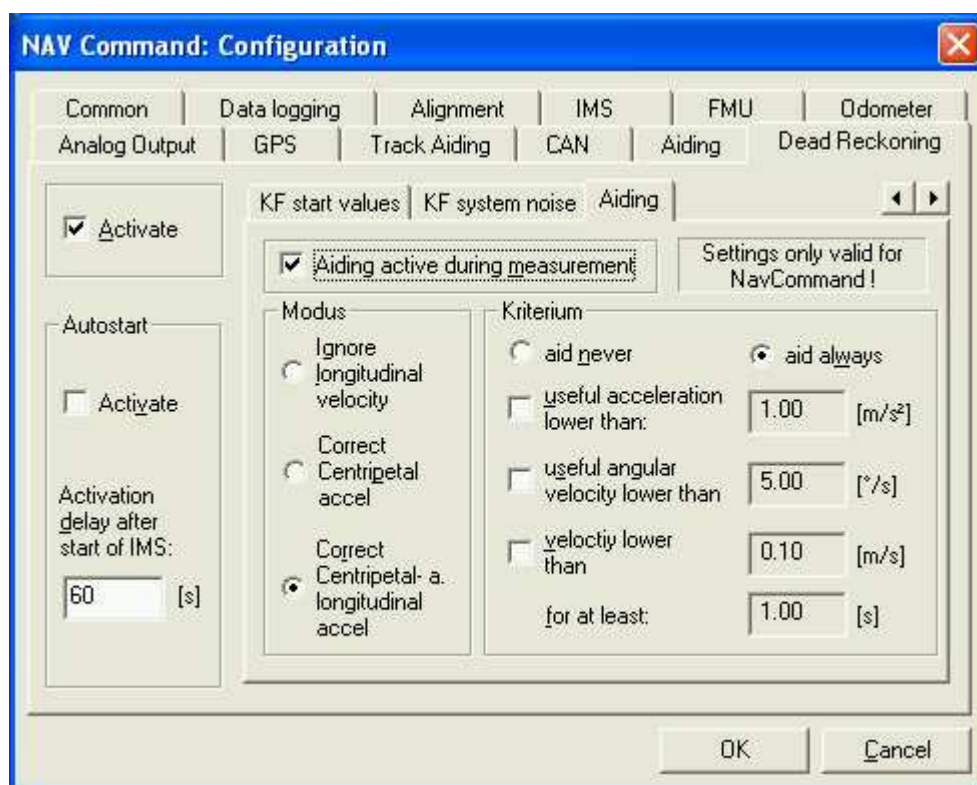 NAV Command: Configuration
Common Data logging Alignment IMS FMU Odometer
Analog Output GPS Track Aiding CAN Aiding Dead Reckoning
Activate
Autostart
Activate
Activation
delay after
start of IMS:
60 [s]
KF start values KF system noise Aiding
Aiding active during measurement
Settings only valid for
NavCommand !
Modus
Ignore
longitudinal
velocity
Correct
Centripetal
accel
Correct
Centripetal- a.
longitudinal
accel
Kriterium
aid never aid always
useful acceleration
lower than: 1.00 [m/s²]
useful angular
velocity lower than 5.00 [°/s]
veloctiy lower
than 0.10 [m/s]
for at least: 1.00 [s]
OK Cancel